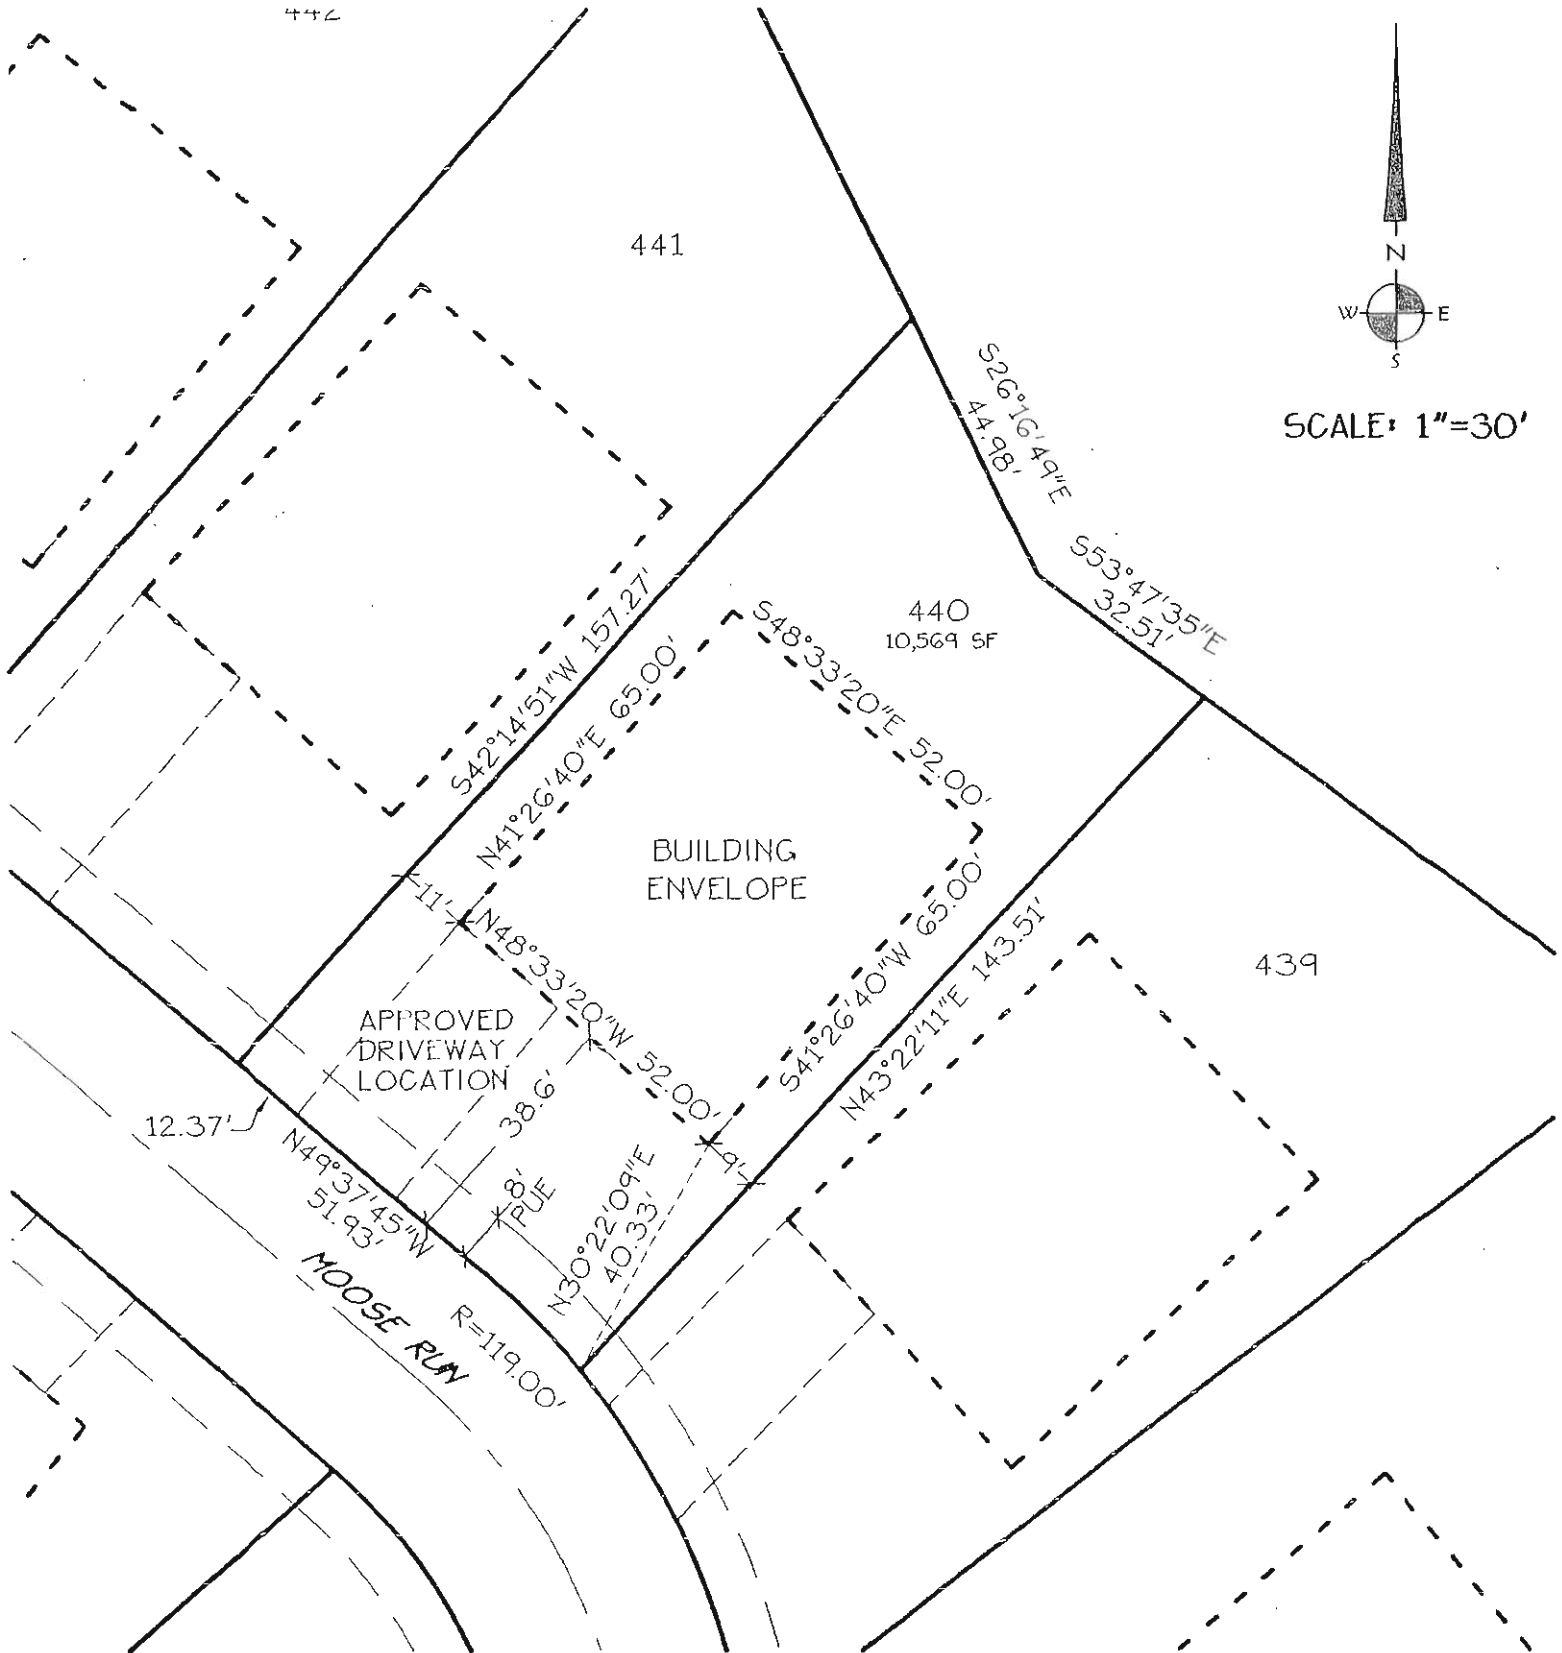 442
441
N
W
E
S
SCALE: 1"=30'
S26°16'49"E
44.98'
S53°47'35"E
32.51'
440
10,569 SF
S42°14'51"W 157.27'
N41°26'40"E 65.00'
S48°33'20"E 52.00'
BUILDING
ENVELOPE
11'
N48°33'20"W 52.00'
S41°26'40"W 65.00'
N43°22'11"E 143.51'
439
APPROVED
DRIVEWAY
LOCATION
38.6'
12.37'
N49°37'45"W
51.93'
8'
PUE
9'
N30°22'09"E
40.33'
MOOSE RUN
R=119.00'